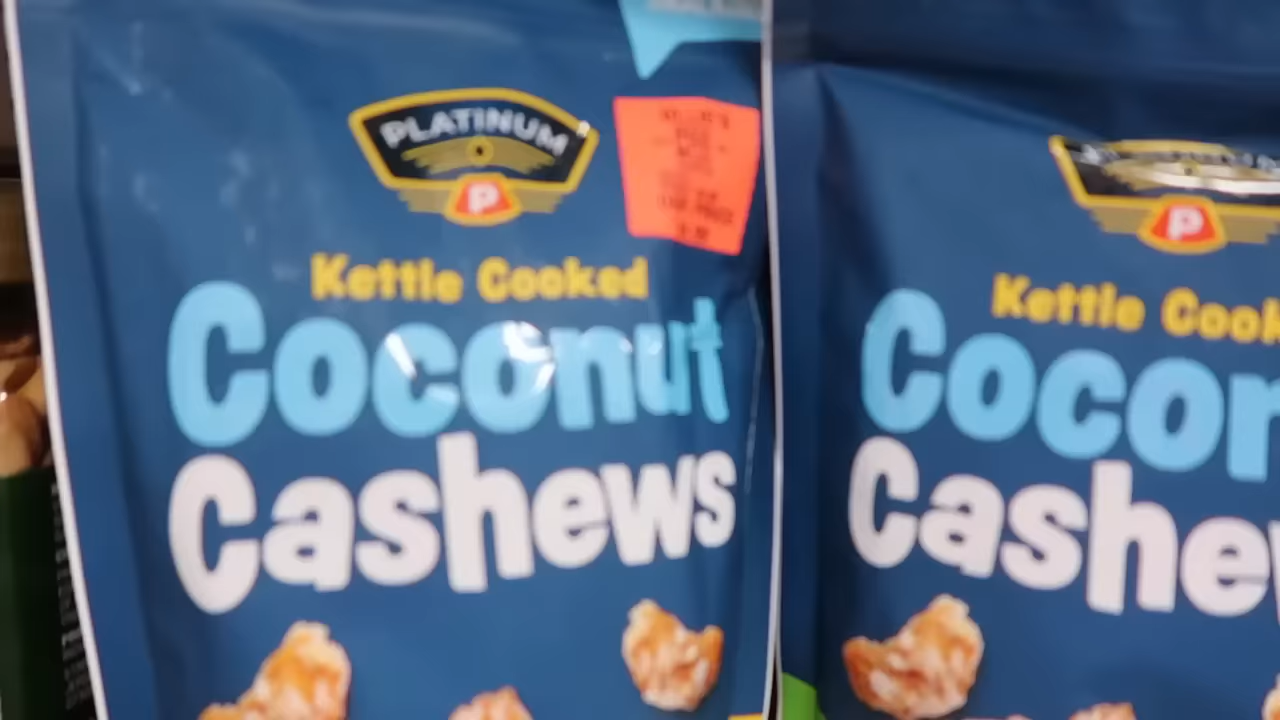 PLATINUM
P
Kettle Cooked
Coconut
Cashews
P
Kettle Cook
Cocon
Cashew